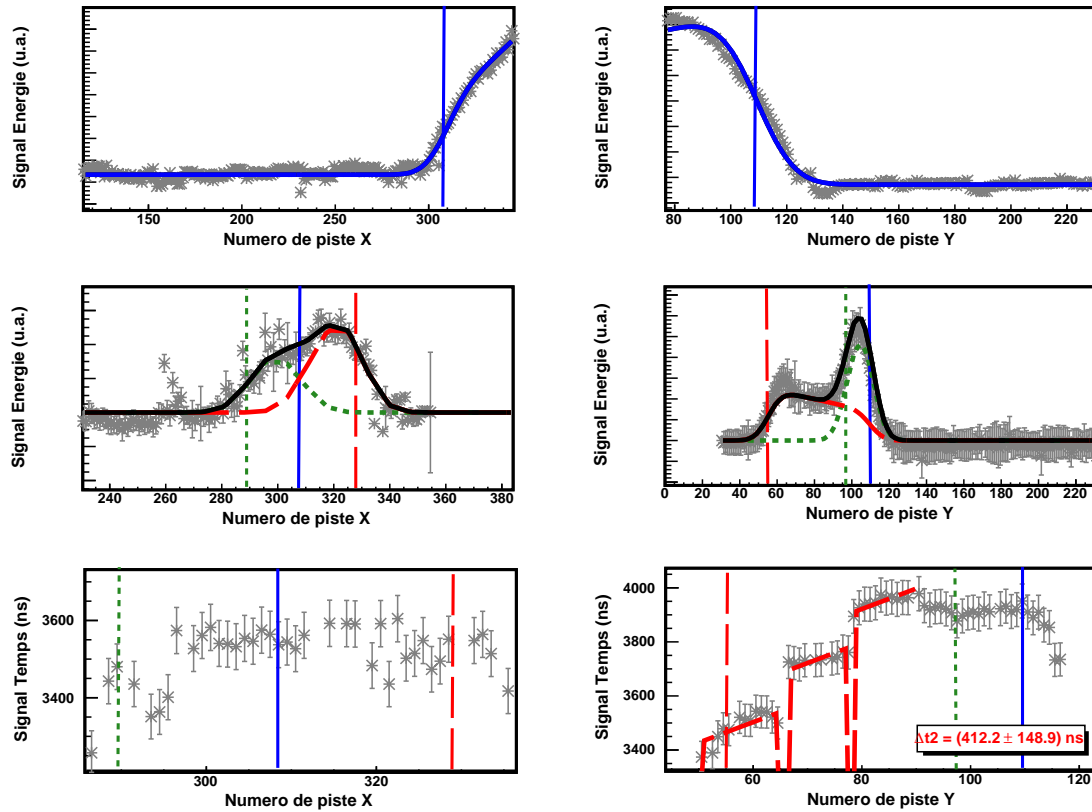 Signal Energie (u.a.)
150 200 250 300
Numero de piste X
Signal Energie (u.a.)
80 100 120 140 160 180 200 220
Numero de piste Y
Signal Energie (u.a.)
240 260 280 300 320 340 360 380
Numero de piste X
Signal Energie (u.a.)
0 20 40 60 80 100 120 140 160 180 200 220
Numero de piste Y
Signal Temps (ns)
3600
3400
300 320
Numero de piste X
Signal Temps (ns)
4000
3800
3600
3400
Δt2 = (412.2 ± 148.9) ns
60 80 100 120
Numero de piste Y